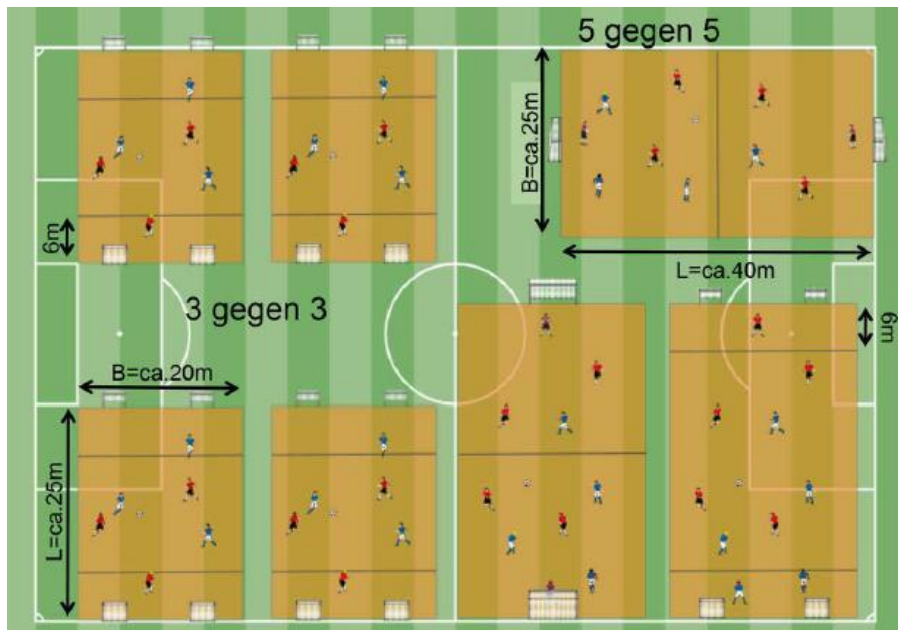 5 gegen 5
B=ca.25m
6m
L=ca.40m
3 gegen 3
6m
B=ca.20m
L=ca.25m